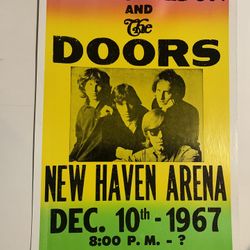 AND
The
DOORS
NEW HAVEN ARENA
DEC. 10th - 1967
8:00 P. M. - ?